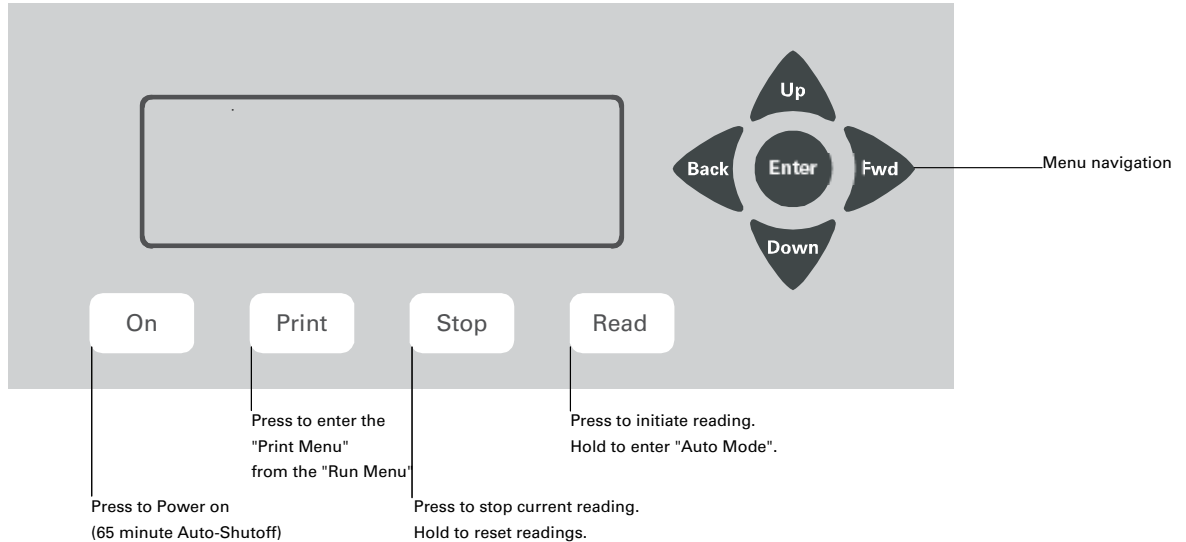 Up
Back
Enter
Fwd
Menu navigation
Down
On
Print
Stop
Read
Press to enter the
"Print Menu"
from the "Run Menu"
Press to initiate reading.
Hold to enter "Auto Mode".
Press to Power on
(65 minute Auto-Shutoff)
Press to stop current reading.
Hold to reset readings.